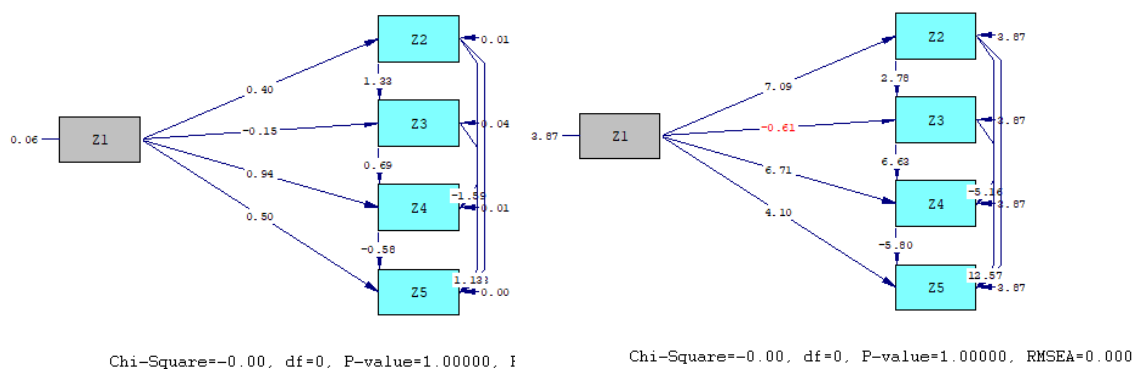 Z2
0.01
0.40
1.33
Z3
-0.15
0.04
0.06
Z1
0.69
0.94
Z4
-1.59
0.01
0.50
-0.58
Z5
0.00
Chi-Square=-0.00, df=0, P-value=1.00000,
Z2
3.87
7.09
2.78
Z3
-0.61
3.87
3.87
Z1
6.63
6.71
Z4
-5.16
3.87
4.10
-5.80
Z5
12.57
3.87
Chi-Square=-0.00, df=0, P-value=1.00000, RMSEA=0.000